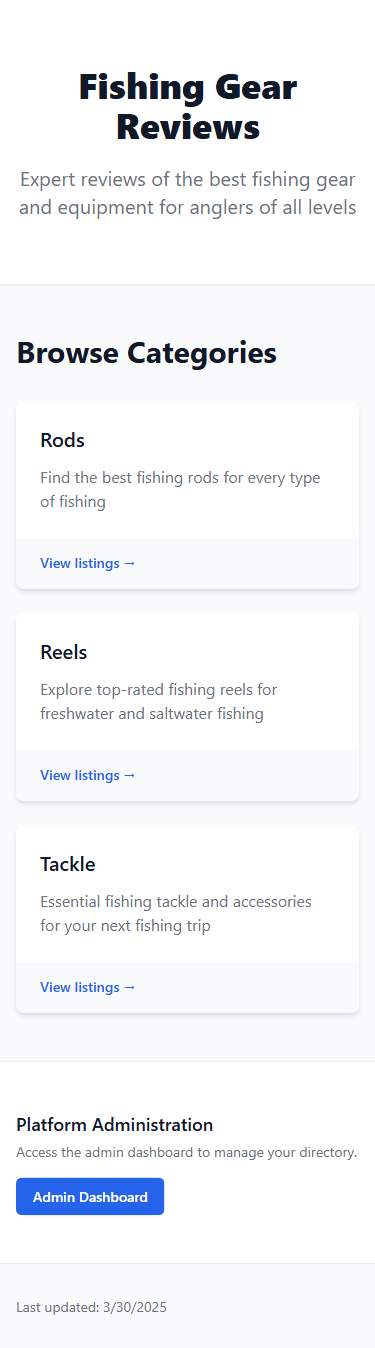 Fishing Gear
Reviews
Expert reviews of the best fishing gear
and equipment for anglers of all levels
Browse Categories
Rods
Find the best fishing rods for every type
of fishing
View listings →
Reels
Explore top-rated fishing reels for
freshwater and saltwater fishing
View listings →
Tackle
Essential fishing tackle and accessories
for your next fishing trip
View listings →
Platform Administration
Access the admin dashboard to manage your directory.
Admin Dashboard
Last updated: 3/30/2025